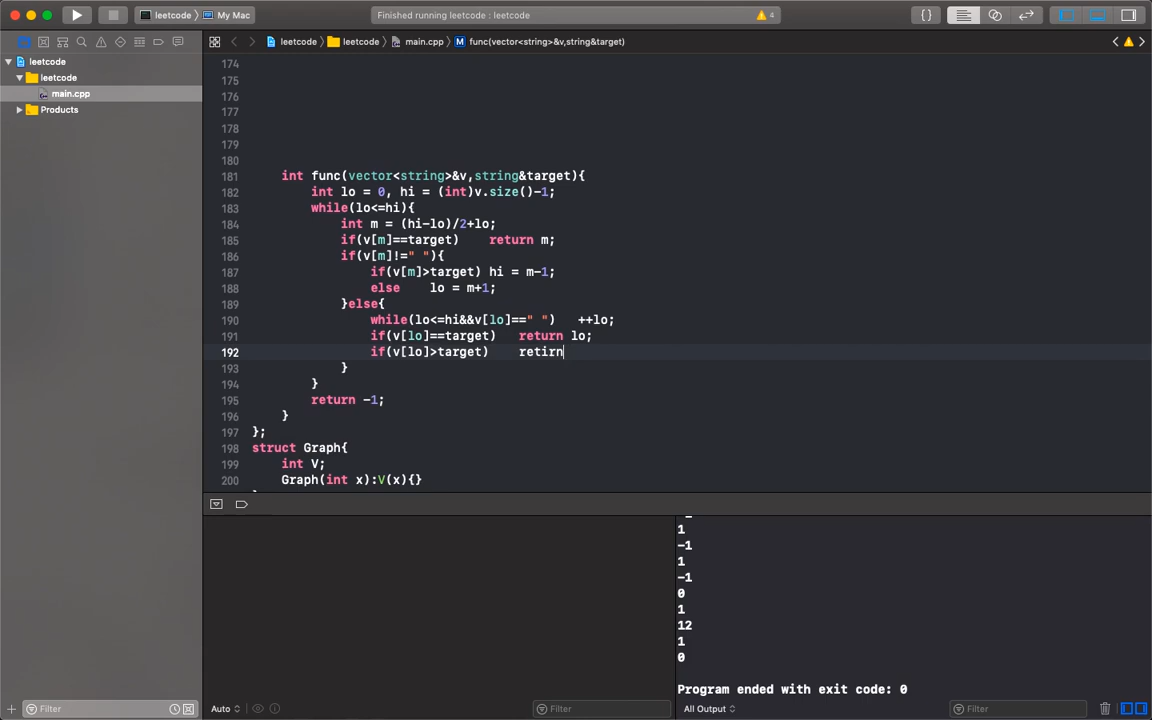 leetcode
My Mac
Finished running leetcode : leetcode
4
leetcode
leetcode
main.cpp
Products
leetcode
leetcode
main.cpp
M
func(vector<string>&v,string&target)
174
175
176
177
178
179
180
181 int func(vector<string>&v,string&target){
182 int lo = 0, hi = (int)v.size()-1;
183 while(lo<=hi){
184 int m = (hi-lo)/2+lo;
185 if(v[m]==target) return m;
186 if(v[m]!=" "){
187 if(v[m]>target) hi = m-1;
188 else lo = m+1;
189 }else{
190 while(lo<=hi&&v[lo]==" ") ++lo;
191 if(v[lo]==target) return lo;
192 if(v[lo]>target) retirn
193 }
194 }
195 return -1;
196 }
197 };
198 struct Graph{
199 int V;
200 Graph(int x):V(x){}
1
-1
1
-1
0
1
12
1
0
Program ended with exit code: 0
Filter
Auto
Filter
All Output
Filter